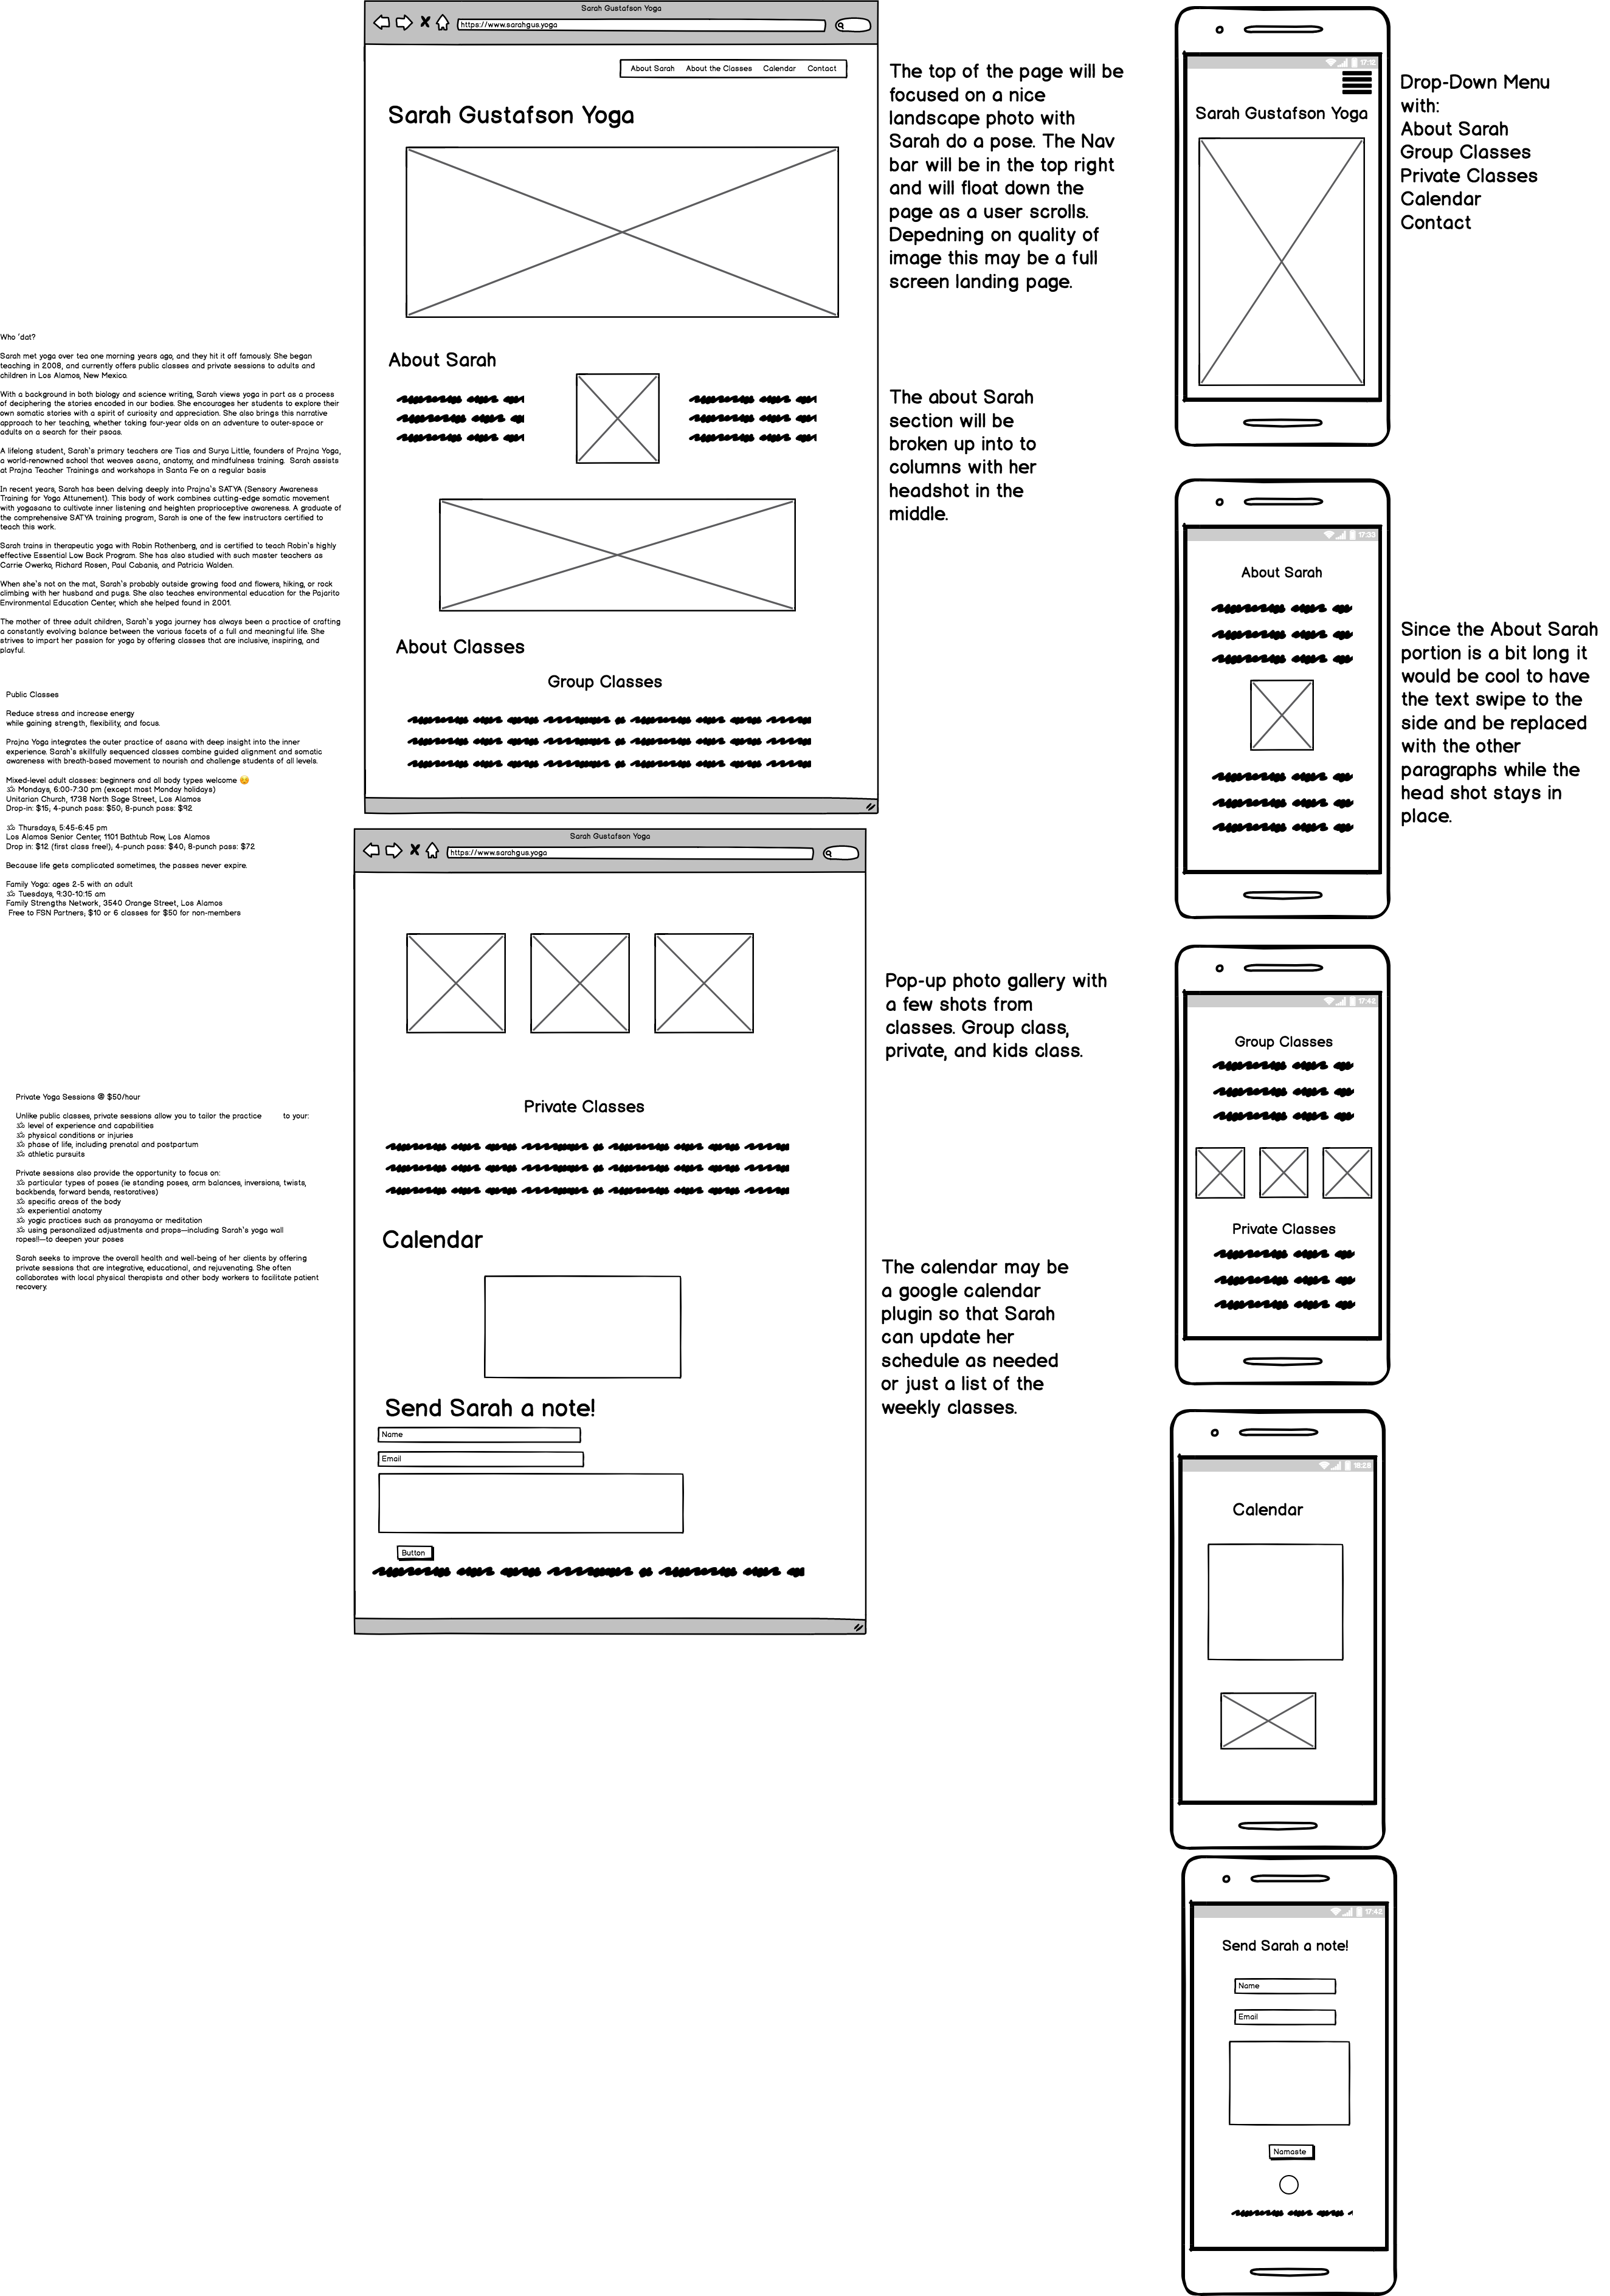 Who 'dat?
Sarah met yoga over tea one morning years ago, and they hit it off famously. She began
teaching in 2008, and currently offers public classes and private sessions to adults and
children in Los Alamos, New Mexico.
With a background in both biology and science writing, Sarah views yoga in part as a process
of deciphering the stories encoded in our bodies. She encourages her students to explore their
own somatic stories with a spirit of curiosity and appreciation. She also brings this narrative
approach to her teaching, whether taking four-year olds on an adventure to outer-space or
adults on a search for their psoas.
A lifelong student, Sarah's primary teachers are Tias and Surya Little, founders of Prajna Yoga,
a world-renowned school that weaves asana, anatomy, and mindfulness training.  Sarah assists
at Prajna Teacher Trainings and workshops in Santa Fe on a regular basis
In recent years, Sarah has been delving deeply into Prajna's SATYA (Sensory Awareness
Training for Yoga Attunement). This body of work combines cutting-edge somatic movement
with yogasana to cultivate inner listening and heighten proprioceptive awareness. A graduate of
the comprehensive SATYA training program, Sarah is one of the few instructors certified to
teach this work.
Sarah trains in therapeutic yoga with Robin Rothenberg, and is certified to teach Robin's highly
effective Essential Low Back Program. She has also studied with such master teachers as
Carrie Owerko, Richard Rosen, Paul Cabanis, and Patricia Walden.
When she's not on the mat, Sarah's probably outside growing food and flowers, hiking, or rock
climbing with her husband and pugs. She also teaches environmental education for the Pajarito
Environmental Education Center, which she helped found in 2001.
The mother of three adult children, Sarah's yoga journey has always been a practice of crafting
a constantly evolving balance between the various facets of a full and meaningful life. She
strives to impart her passion for yoga by offering classes that are inclusive, inspiring, and
playful.
Public Classes
Reduce stress and increase energy
while gaining strength, flexibility, and focus.
Prajna Yoga integrates the outer practice of asana with deep insight into the inner
experience. Sarah's skillfully sequenced classes combine guided alignment and somatic
awareness with breath-based movement to nourish and challenge students of all levels.
Mixed-level adult classes: beginners and all body types welcome ☺
🕉 Mondays, 6:00-7:30 pm (except most Monday holidays)
Unitarian Church, 1738 North Sage Street, Los Alamos
Drop-in: $15; 4-punch pass: $50; 8-punch pass: $92
🕉 Thursdays, 5:45-6:45 pm
Los Alamos Senior Center, 1101 Bathtub Row, Los Alamos
Drop in: $12 (first class free!); 4-punch pass: $40; 8-punch pass: $72
Because life gets complicated sometimes, the passes never expire.
Family Yoga: ages 2-5 with an adult
🕉 Tuesdays, 9:30-10:15 am
Family Strengths Network, 3540 Orange Street, Los Alamos
Free to FSN Partners; $10 or 6 classes for $50 for non-members
Private Yoga Sessions @ $50/hour
Unlike public classes, private sessions allow you to tailor the practice to your:
🕉 level of experience and capabilities
🕉 physical conditions or injuries
🕉 phase of life, including prenatal and postpartum
🕉 athletic pursuits
Private sessions also provide the opportunity to focus on:
🕉 particular types of poses (ie standing poses, arm balances, inversions, twists,
backbends, forward bends, restoratives)
🕉 specific areas of the body
🕉 experiential anatomy
🕉 yogic practices such as pranayama or meditation
🕉 using personalized adjustments and props—including Sarah's yoga wall
ropes!!—to deepen your poses
Sarah seeks to improve the overall health and well-being of her clients by offering
private sessions that are integrative, educational, and rejuvenating. She often
collaborates with local physical therapists and other body workers to facilitate patient
recovery.
Sarah Gustafson Yoga
https://www.sarahgus.yoga
About Sarah About the Classes Calendar Contact
Sarah Gustafson Yoga
About Sarah
About Classes
Group Classes
Sarah Gustafson Yoga
https://www.sarahgus.yoga
Private Classes
Calendar
Send Sarah a note!
Name
Email
Button
The top of the page will be
focused on a nice
landscape photo with
Sarah do a pose. The Nav
bar will be in the top right
and will float down the
page as a user scrolls.
Depedning on quality of
image this may be a full
screen landing page.
The about Sarah
section will be
broken up into to
columns with her
headshot in the
middle.
Pop-up photo gallery with
a few shots from
classes. Group class,
private, and kids class.
The calendar may be
a google calendar
plugin so that Sarah
can update her
schedule as needed
or just a list of the
weekly classes.
17:12
Sarah Gustafson Yoga
Drop-Down Menu
with:
About Sarah
Group Classes
Private Classes
Calendar
Contact
17:33
About Sarah
Since the About Sarah
portion is a bit long it
would be cool to have
the text swipe to the
side and be replaced
with the other
paragraphs while the
head shot stays in
place.
17:42
Group Classes
Private Classes
18:28
Calendar
17:42
Send Sarah a note!
Name
Email
Namaste